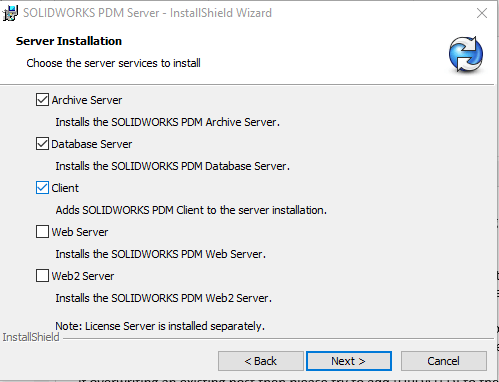 SOLIDWORKS PDM Server - InstallShield Wizard
Server Installation
Choose the server services to install
Archive Server
Installs the SOLIDWORKS PDM Archive Server.
Database Server
Installs the SOLIDWORKS PDM Database Server.
Client
Adds SOLIDWORKS PDM Client to the server installation.
Web Server
Installs the SOLIDWORKS PDM Web Server.
Web2 Server
Installs the SOLIDWORKS PDM Web2 Server.
Note: License Server is installed separately.
InstallShield
< Back
Next >
Cancel